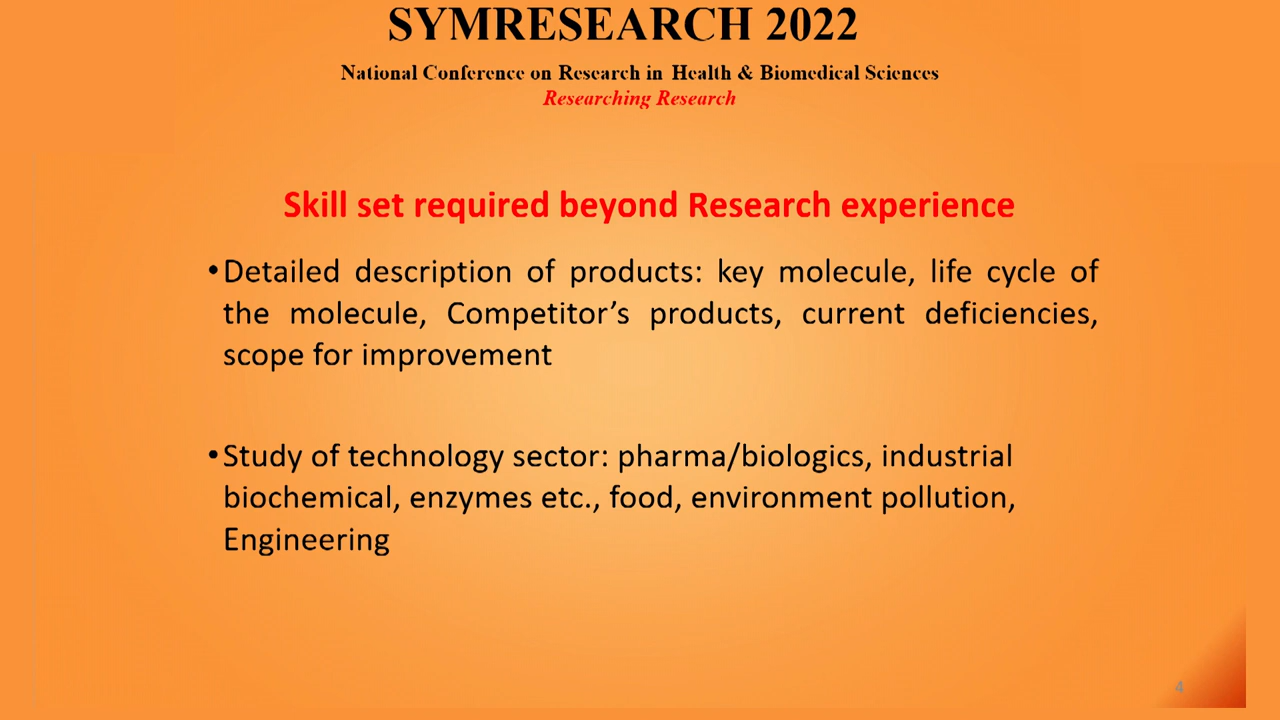 SYMRESEARCH 2022
National Conference on Research in Health & Biomedical Sciences
Researching Research
Skill set required beyond Research experience
•Detailed description of products: key molecule, life cycle of
the molecule, Competitor’s products, current deficiencies,
scope for improvement
•Study of technology sector: pharma/biologics, industrial
biochemical, enzymes etc., food, environment pollution,
Engineering
4